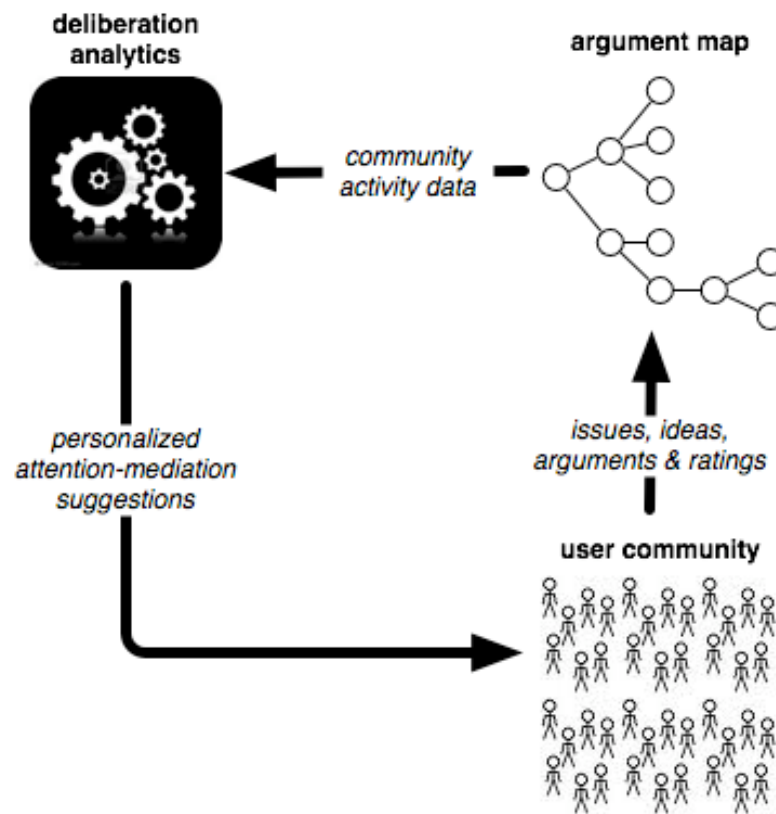 deliberation
analytics
argument map
community
activity data
personalized
attention-mediation
suggestions
issues, ideas,
arguments & ratings
user community